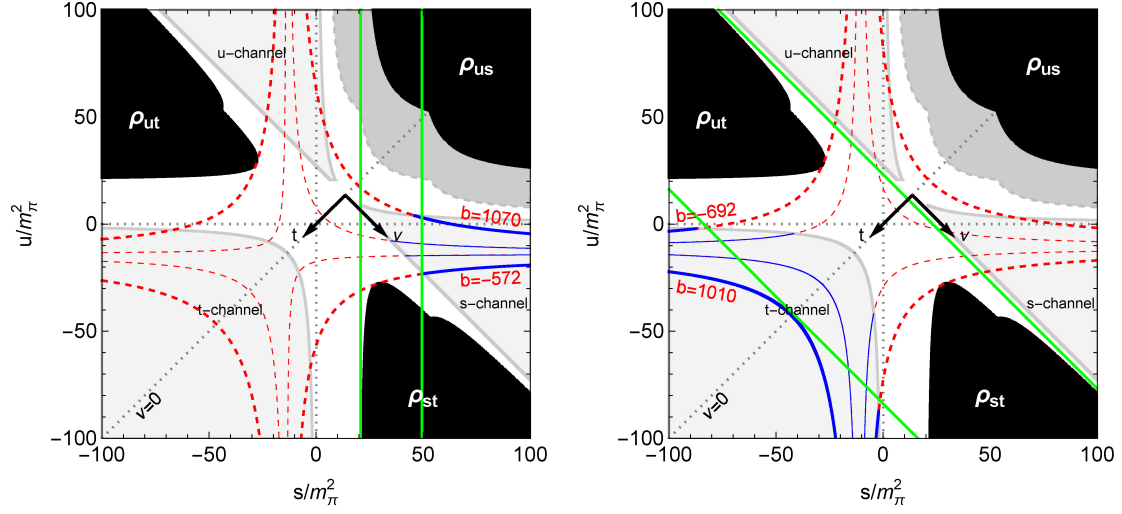 100
50
0
−50
−100
u/m²π
u−channel
ρus
ρut
b=1070
t
ν
b=−572
s−channel
t−channel
ν=0
ρst
−100
−50
0
50
100
s/m²π
100
50
0
−50
−100
u/m²π
u−channel
ρus
ρut
b=−692
t
ν
b=1010
s−channel
t−channel
ν=0
ρst
−100
−50
0
50
100
s/m²π